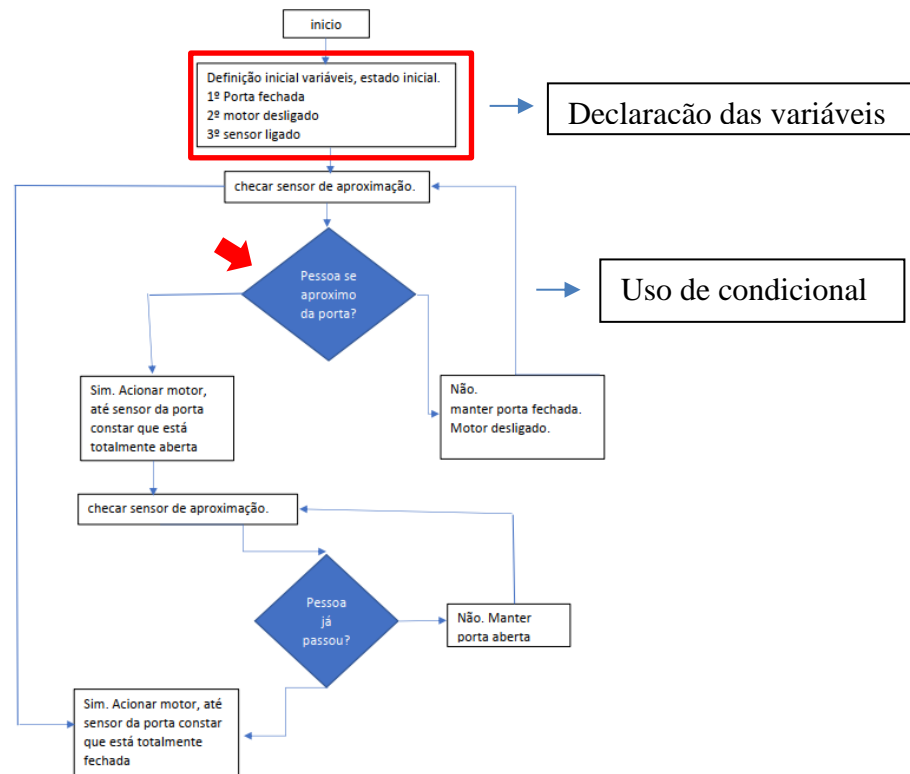 inicio
Definição inicial variáveis, estado inicial.
1º Porta fechada
2º motor desligado
3º sensor ligado
Declaracão das variáveis
checar sensor de aproximação.
Pessoa se
aproximo
da porta?
Uso de condicional
Sim. Acionar motor,
até sensor da porta
constar que está
totalmente aberta
Não.
manter porta fechada.
Motor desligado.
checar sensor de aproximação.
Pessoa
já
passou?
Não. Manter
porta aberta
Sim. Acionar motor, até
sensor da porta constar
que está totalmente
fechada